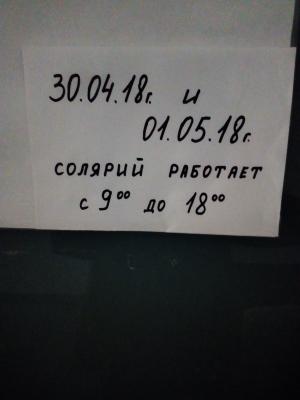 30.04.18г. и
01.05.18г.
СОЛЯРИЙ РАБОТАЕТ
с 9⁰⁰ до 18⁰⁰